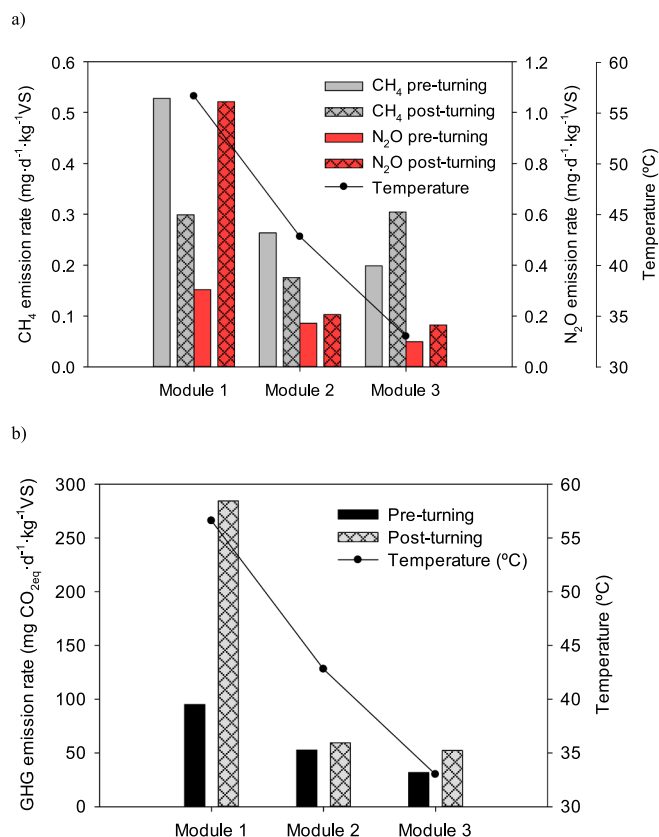 a)
0.6
0.5
0.4
0.3
0.2
0.1
0.0
CH₄ emission rate (mg·d⁻¹·kg⁻¹VS)
CH₄ pre-turning
CH₄ post-turning
N₂O pre-turning
N₂O post-turning
Temperature
1.2
1.0
0.8
0.6
0.4
0.2
0.0
N₂O emission rate (mg·d⁻¹·kg⁻¹VS)
60
55
50
45
40
35
30
Temperature (ºC)
Module 1 Module 2 Module 3
b)
300
250
200
150
100
50
0
GHG emission rate (mg CO₂eq·d⁻¹·kg⁻¹VS)
Pre-turning
Post-turning
Temperature (ºC)
60
55
50
45
40
35
30
Temperature (ºC)
Module 1 Module 2 Module 3